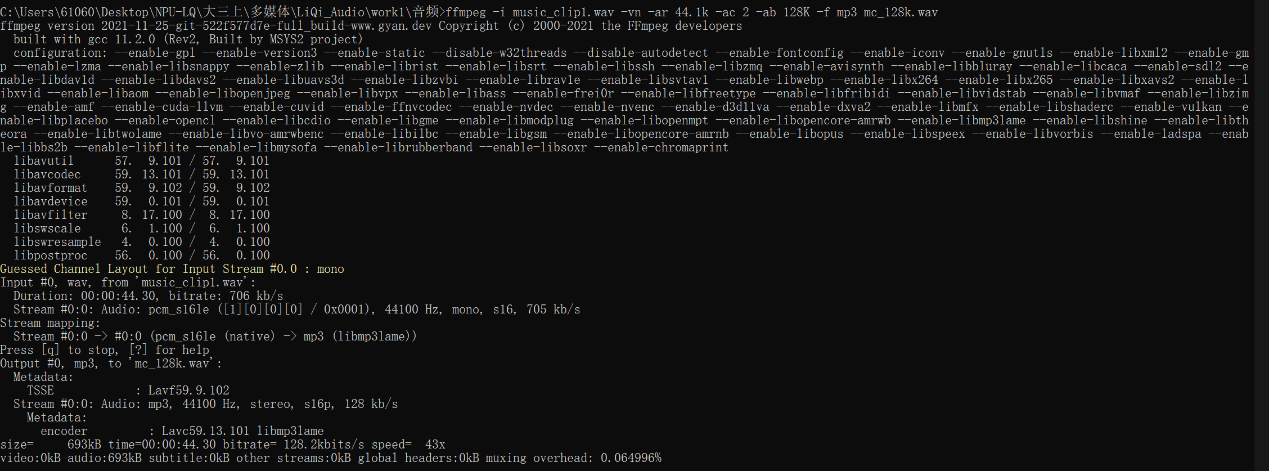 C:\Users\61060\Desktop\NPU-LQ\大三上\多媒体\LiQi_Audio\work1\音频>ffmpeg -i music_clip1.wav -vn -ar 44.1k -ac 2 -ab 128K -f mp3 mc_128k.wav
ffmpeg version 2021-11-25-git-522f577d7e-full_build-www.gyan.dev Copyright (c) 2000-2021 the FFmpeg developers
  built with gcc 11.2.0 (Rev2, Built by MSYS2 project)
  configuration: --enable-gpl --enable-version3 --enable-static --disable-w32threads --disable-autodetect --enable-fontconfig --enable-iconv --enable-gnutls --enable-libxml2 --enable-gm
p --enable-lzma --enable-libsnappy --enable-zlib --enable-librist --enable-libsrt --enable-libssh --enable-libzmq --enable-avisynth --enable-libbluray --enable-libcaca --enable-sdl2 --e
nable-libdav1d --enable-libdavs2 --enable-libuavs3d --enable-libzvbi --enable-librav1e --enable-libsvtav1 --enable-libwebp --enable-libx264 --enable-libx265 --enable-libxavs2 --enable-l
ibxvid --enable-libaom --enable-libopenjpeg --enable-libvpx --enable-libass --enable-frei0r --enable-libfreetype --enable-libfribidi --enable-libvidstab --enable-libvmaf --enable-libzim
g --enable-amf --enable-cuda-llvm --enable-cuvid --enable-ffnvcodec --enable-nvdec --enable-nvenc --enable-d3d11va --enable-dxva2 --enable-libmfx --enable-libshaderc --enable-vulkan --e
nable-libplacebo --enable-opencl --enable-libcdio --enable-libgme --enable-libmodplug --enable-libopenmpt --enable-libopencore-amrwb --enable-libmp3lame --enable-libshine --enable-libth
eora --enable-libtwolame --enable-libvo-amrwbenc --enable-libilbc --enable-libgsm --enable-libopencore-amrnb --enable-libopus --enable-libspeex --enable-libvorbis --enable-ladspa --enab
le-libbs2b --enable-libflite --enable-libmysofa --enable-librubberband --enable-libsoxr --enable-chromaprint
  libavutil      57.  9.101 / 57.  9.101
  libavcodec     59. 13.101 / 59. 13.101
  libavformat    59.  9.102 / 59.  9.102
  libavdevice    59.  0.101 / 59.  0.101
  libavfilter     8. 17.100 /  8. 17.100
  libswscale      6.  1.100 /  6.  1.100
  libswresample   4.  0.100 /  4.  0.100
  libpostproc    56.  0.100 / 56.  0.100
Guessed Channel Layout for Input Stream #0.0 : mono
Input #0, wav, from 'music_clip1.wav':
  Duration: 00:00:44.30, bitrate: 706 kb/s
  Stream #0:0: Audio: pcm_s16le ([1][0][0][0] / 0x0001), 44100 Hz, mono, s16, 705 kb/s
Stream mapping:
  Stream #0:0 -> #0:0 (pcm_s16le (native) -> mp3 (libmp3lame))
Press [q] to stop, [?] for help
Output #0, mp3, to 'mc_128k.wav':
  Metadata:
    TSSE            : Lavf59.9.102
  Stream #0:0: Audio: mp3, 44100 Hz, stereo, s16p, 128 kb/s
    Metadata:
      encoder         : Lavc59.13.101 libmp3lame
size=     693kB time=00:00:44.30 bitrate= 128.2kbits/s speed=  43x
video:0kB audio:693kB subtitle:0kB other streams:0kB global headers:0kB muxing overhead: 0.064996%